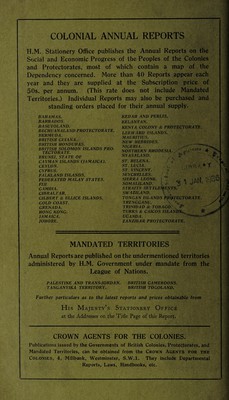 COLONIAL ANNUAL REPORTS
H.M. Stationery Office publishes the Annual Reports on the
Social and Economic Progress of the Peoples of the Colonies
and Protectorates, most of which contain a map of the
Dependency concerned. More than 40 Reports appear each
year and they are supplied at the Subscription price of
50s. per annum. (This rate does not include Mandated
Territories.) Individual Reports may also be purchased and
standing orders placed for their annual supply.
BAHAMAS.
BARBADOS.
BASUTOLAND.
BECHUANALAND PROTECTORATE.
BERMUDA.
BRITISH GUIANA.
BRITISH HONDURAS.
BRITISH SOLOMON ISLANDS PRO-
TECTORATE.
BRUNEI, STATE OF
CAYMAN ISLANDS (JAMAICA).
CEYLON.
CYPRUS.
FALKLAND ISLANDS.
FEDERATED MALAY STATES.
FIJI.
GAMBIA.
GIBRALTAR.
GILBERT & ELLICE ISLANDS.
GOLD COAST.
GRENADA.
HONG KONG.
JAMAICA.
JOHORE.
KEDAH AND PERLIS.
KELANTAN.
KENYA COLONY & PROTECTORATE.
LEEWARD ISLANDS.
MAURITIUS.
NEW HEBRIDES.
NIGERIA.
NORTHERN RHODESIA
NYASALAND.
ST. HELENA.
ST. LUCIA.
ST. VINCENT.
SEYCHELLES.
SIERRA LEONE.
SOMALILAND
STRAITS SETTLEMENTS.
SWAZILAND.
TONGAN ISLANDS PROTECTORATE.
TRENGGANU.
TRINIDAD & TOBAGO.
TURKS & CAICOS ISLANDS.
UGANDA.
ZANZIBAR PROTECTORATE.
MANDATED TERRITORIES
Annual Reports are published on the undermentioned territories
administered by H.M. Government under mandate from the
League of Nations.
PALESTINE AND TRANS-JORDAN.
TANGANYIKA TERRITORY.
BRITISH CAMEROONS.
BRITISH TOGOLAND.
Further particulars as to the latest reports and prices obtainable from
HIS MAJESTY'S STATIONERY OFFICE
at the Addresses on the Title Page of this Report.
CROWN AGENTS FOR THE COLONIES.
Publications issued by the Governments of British Colonies, Protectorates, and
Mandated Territories, can be obtained from the CROWN AGENTS FOR THE
COLONIES, 4, Millbank, Westminster, S.W.1. They include Departmental
Reports, Laws, Handbooks, etc.